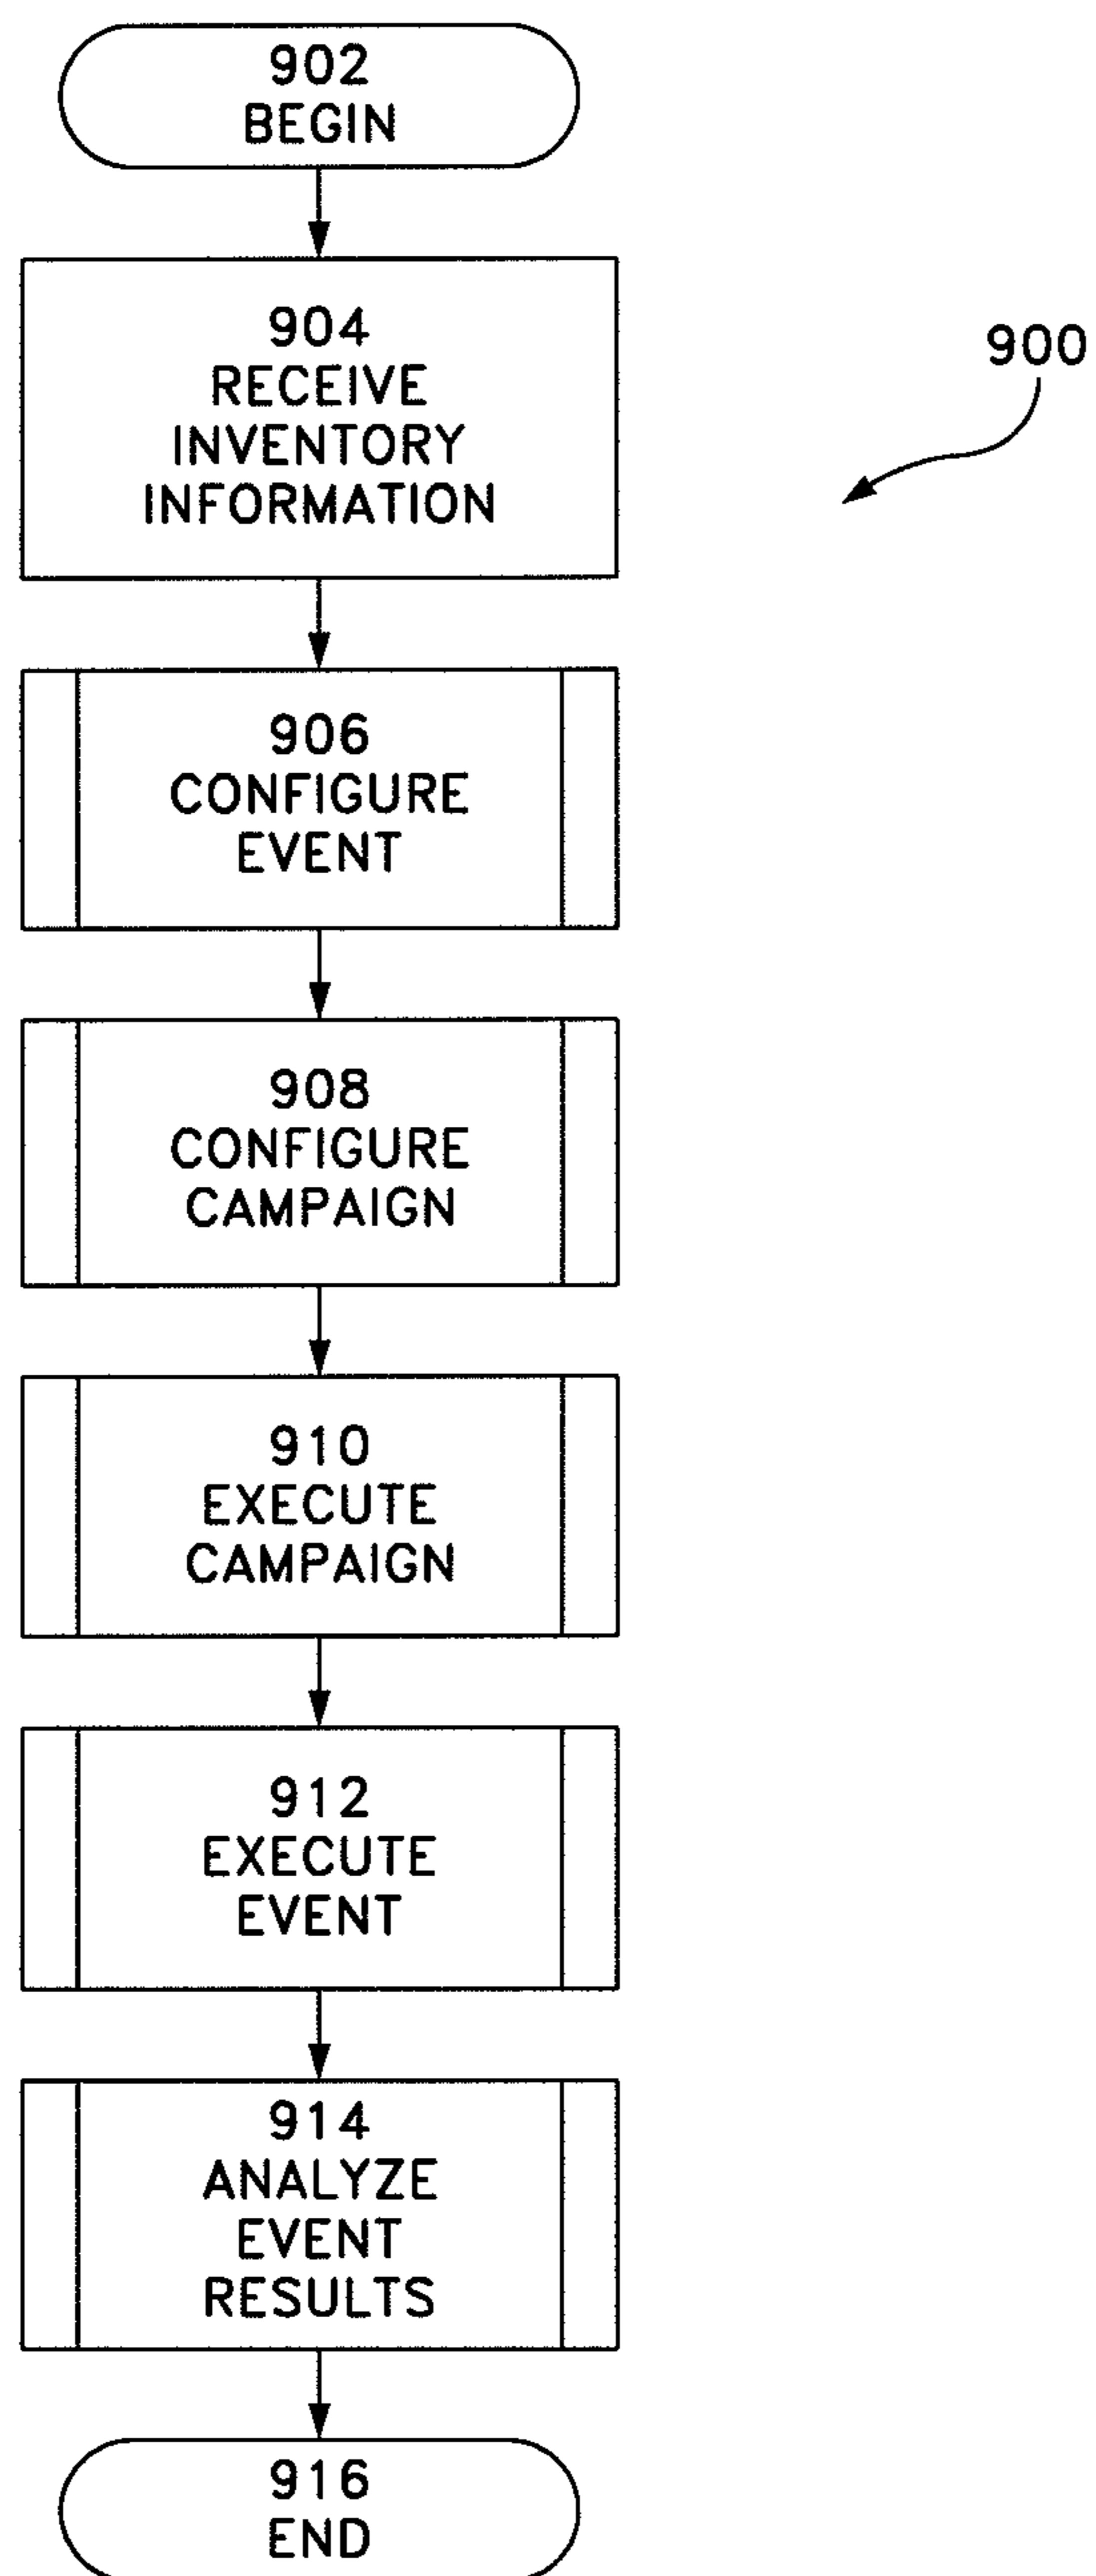 902
BEGIN
904
RECEIVE
INVENTORY
INFORMATION
900
906
CONFIGURE
EVENT
908
CONFIGURE
CAMPAIGN
910
EXECUTE
CAMPAIGN
912
EXECUTE
EVENT
914
ANALYZE
EVENT
RESULTS
916
END